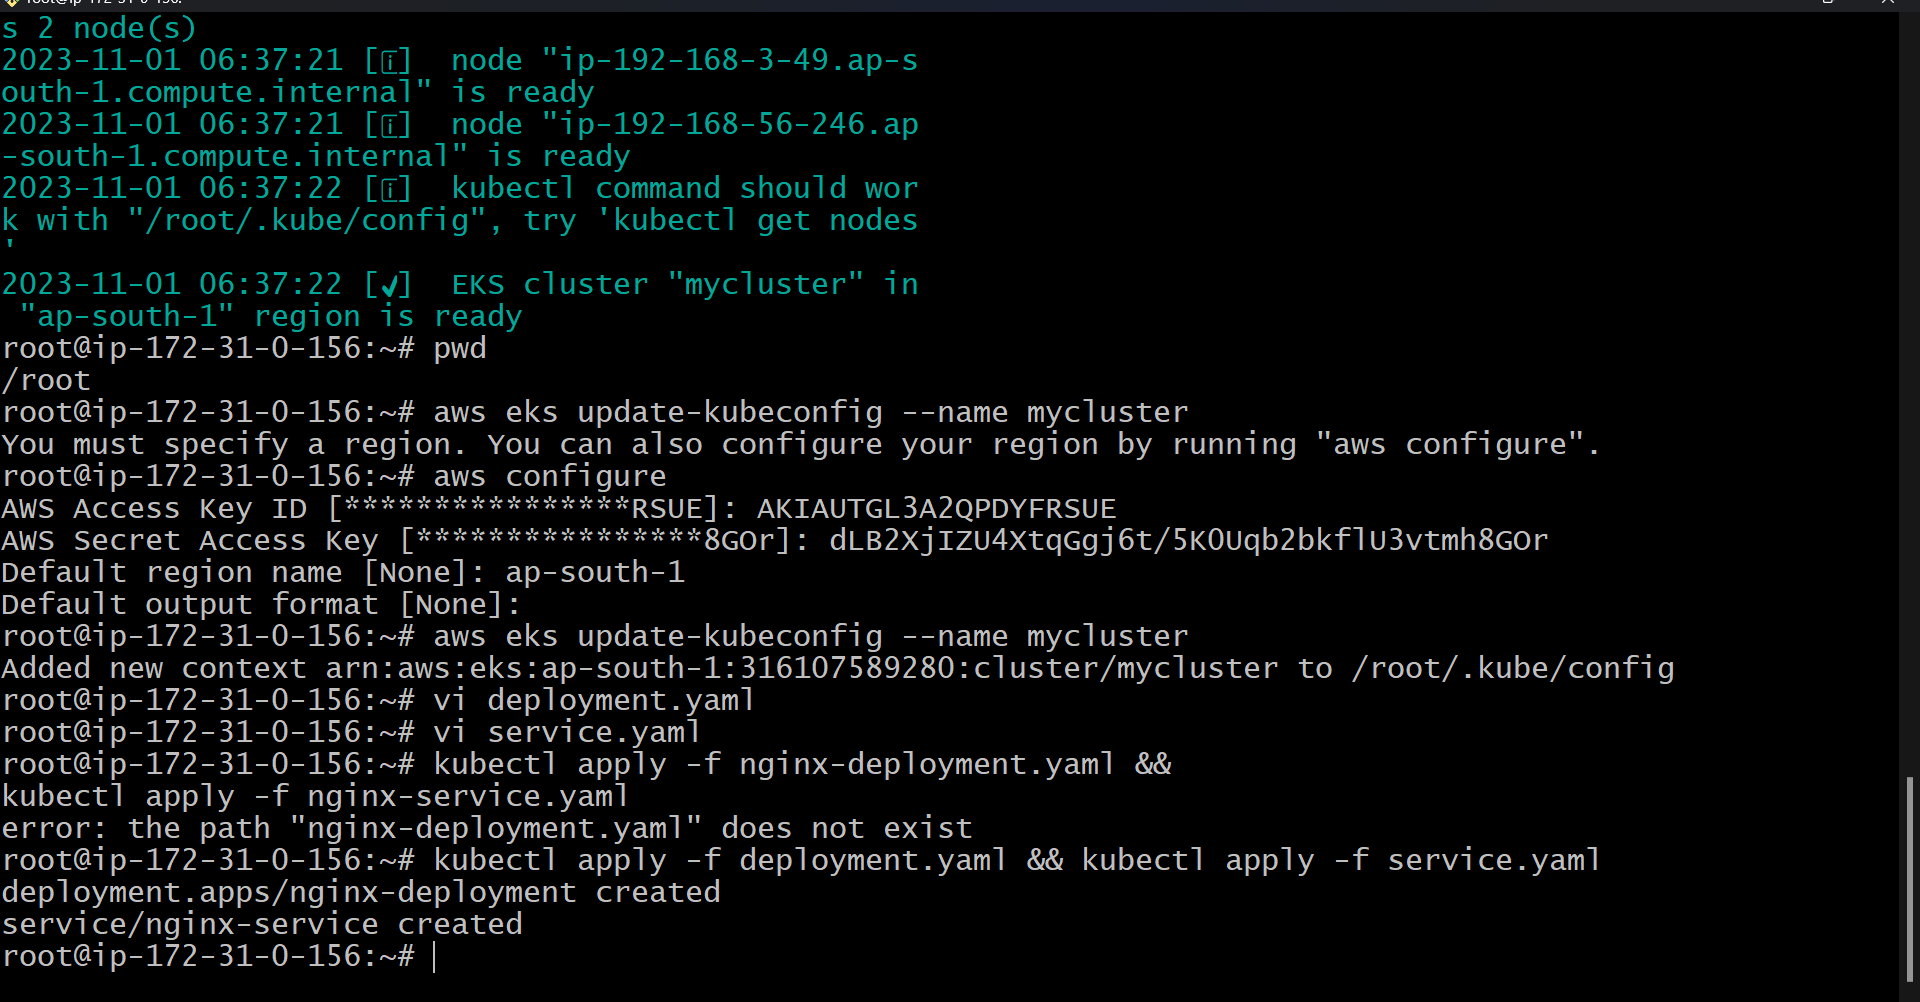 s 2 node(s)
2023-11-01 06:37:21 [i]  node "ip-192-168-3-49.ap-s
outh-1.compute.internal" is ready
2023-11-01 06:37:21 [i]  node "ip-192-168-56-246.ap
-south-1.compute.internal" is ready
2023-11-01 06:37:22 [i]  kubectl command should wor
k with "/root/.kube/config", try 'kubectl get nodes
'
2023-11-01 06:37:22 [✔]  EKS cluster "mycluster" in
 "ap-south-1" region is ready
root@ip-172-31-0-156:~# pwd
/root
root@ip-172-31-0-156:~# aws eks update-kubeconfig --name mycluster
You must specify a region. You can also configure your region by running "aws configure".
root@ip-172-31-0-156:~# aws configure
AWS Access Key ID [****************RSUE]: AKIAUTGL3A2QPDYFRSUE
AWS Secret Access Key [****************8GOr]:
Default region name [None]: ap-south-1
Default output format [None]:
root@ip-172-31-0-156:~# aws eks update-kubeconfig --name mycluster
Added new context arn:aws:eks:ap-south-1:316107589280:cluster/mycluster to /root/.kube/config
root@ip-172-31-0-156:~# vi deployment.yaml
root@ip-172-31-0-156:~# vi service.yaml
root@ip-172-31-0-156:~# kubectl apply -f nginx-deployment.yaml &&
kubectl apply -f nginx-service.yaml
error: the path "nginx-deployment.yaml" does not exist
root@ip-172-31-0-156:~# kubectl apply -f deployment.yaml && kubectl apply -f service.yaml
deployment.apps/nginx-deployment created
service/nginx-service created
root@ip-172-31-0-156:~#